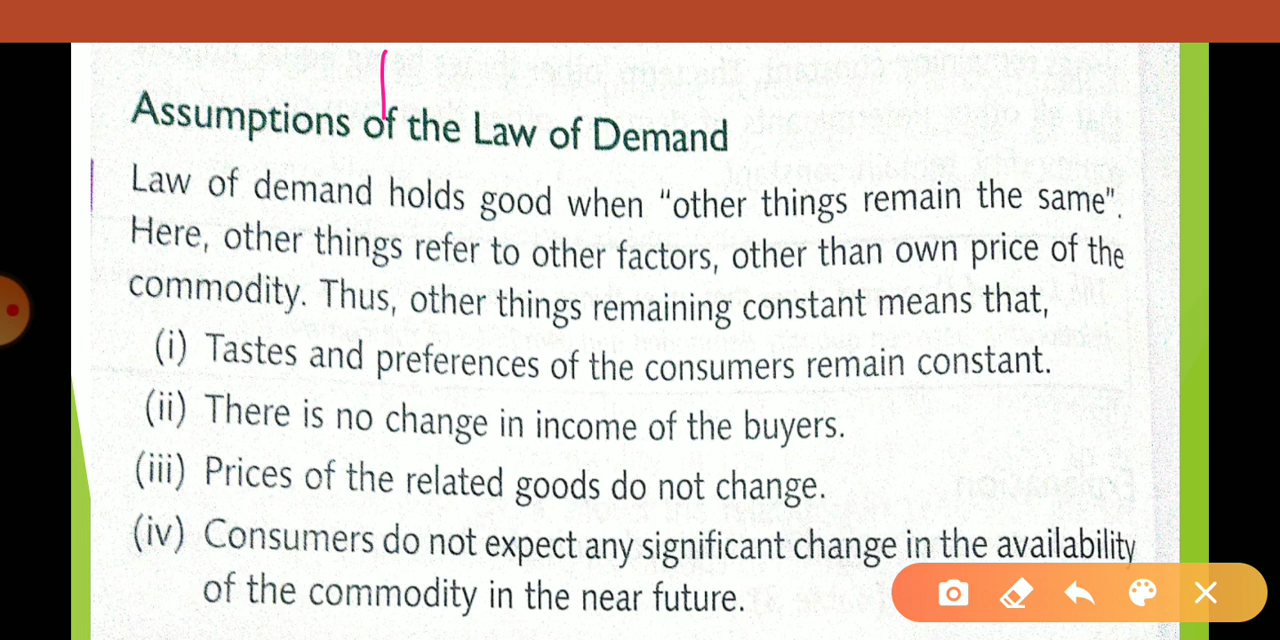 Assumptions of the Law of Demand
Law of demand holds good when "other things remain the same".
Here, other things refer to other factors, other than own price of the
commodity. Thus, other things remaining constant means that,
(i) Tastes and preferences of the consumers remain constant.
(ii) There is no change in income of the buyers.
(iii) Prices of the related goods do not change.
(iv) Consumers do not expect any significant change in the availability
of the commodity in the near future.